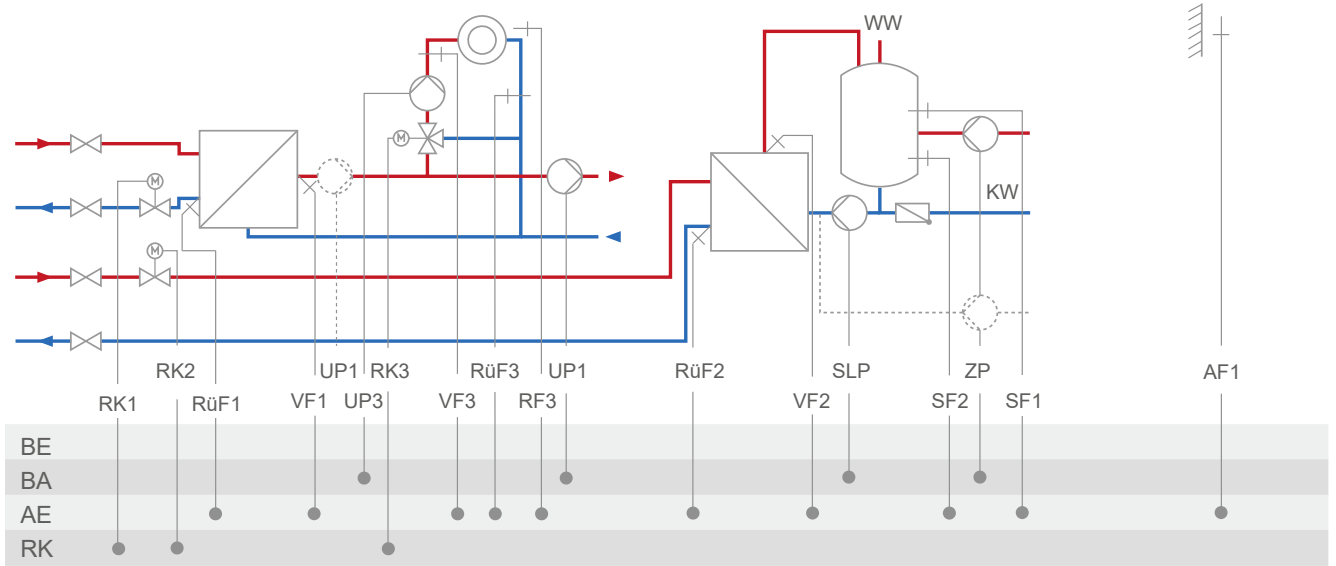 WW
M
M
KW
M
RK2 UP1 RK3 RüF3 UP1 RüF2 SLP ZP AF1
RK1 RüF1 VF1 UP3 VF3 RF3 VF2 SF2 SF1
BE
BA
AE
RK